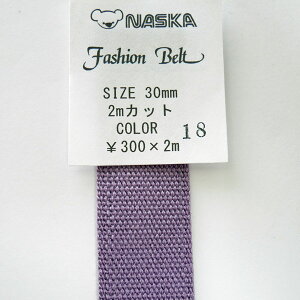 NASKA
Fashion Belt
SIZE 30mm
2mカット
COLOR 18
¥300×2m